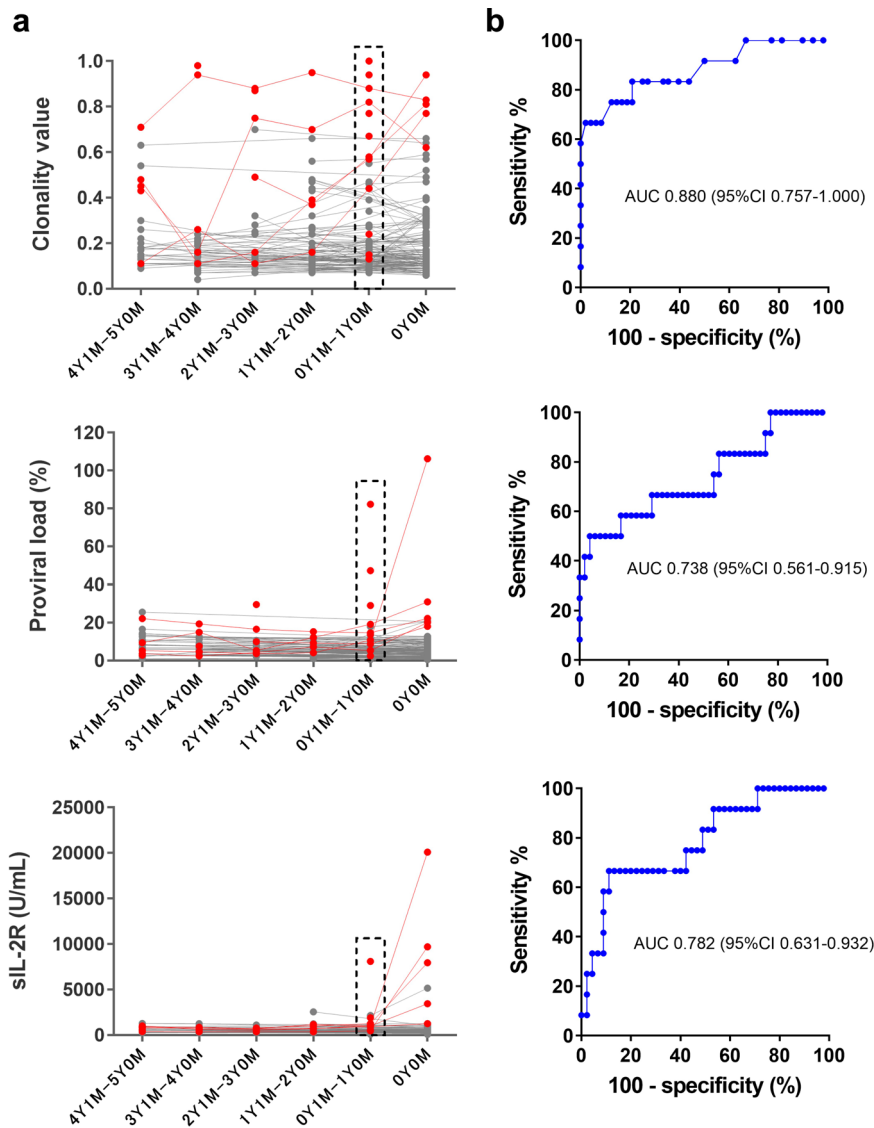 a
b
Clonality value
1.0
0.8
0.6
0.4
0.2
0.0
4Y1M−5Y0M
3Y1M−4Y0M
2Y1M−3Y0M
1Y1M−2Y0M
0Y1M−1Y0M
0Y0M
Sensitivity %
100
80
60
40
20
0
AUC 0.880 (95%CI 0.757-1.000)
0
20
40
60
80
100
100 - specificity (%)
Proviral load (%)
120
100
80
60
40
20
0
4Y1M−5Y0M
3Y1M−4Y0M
2Y1M−3Y0M
1Y1M−2Y0M
0Y1M−1Y0M
0Y0M
Sensitivity %
100
80
60
40
20
0
AUC 0.738 (95%CI 0.561-0.915)
0
20
40
60
80
100
100 - specificity (%)
sIL-2R (U/mL)
25000
20000
15000
10000
5000
0
4Y1M−5Y0M
3Y1M−4Y0M
2Y1M−3Y0M
1Y1M−2Y0M
0Y1M−1Y0M
0Y0M
Sensitivity %
100
80
60
40
20
0
AUC 0.782 (95%CI 0.631-0.932)
0
20
40
60
80
100
100 - specificity (%)